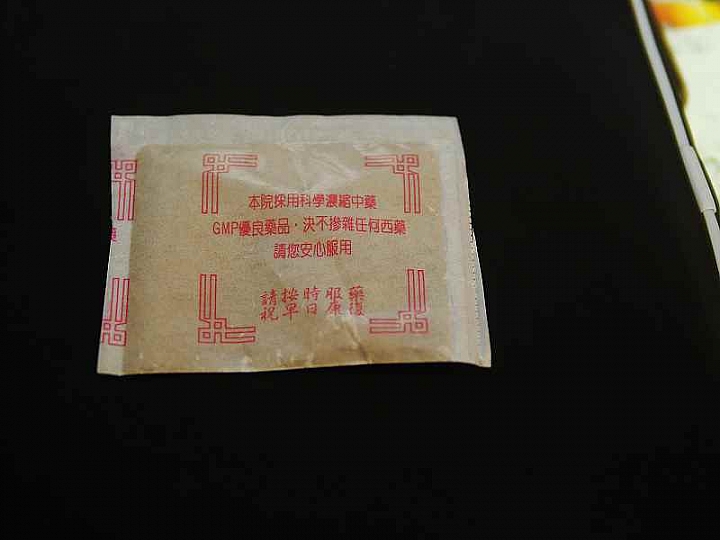 本院採用科學濃縮中藥
GMP優良藥品‧決不摻雜任何西藥
請您安心服用
請按時服藥
祝早日康復